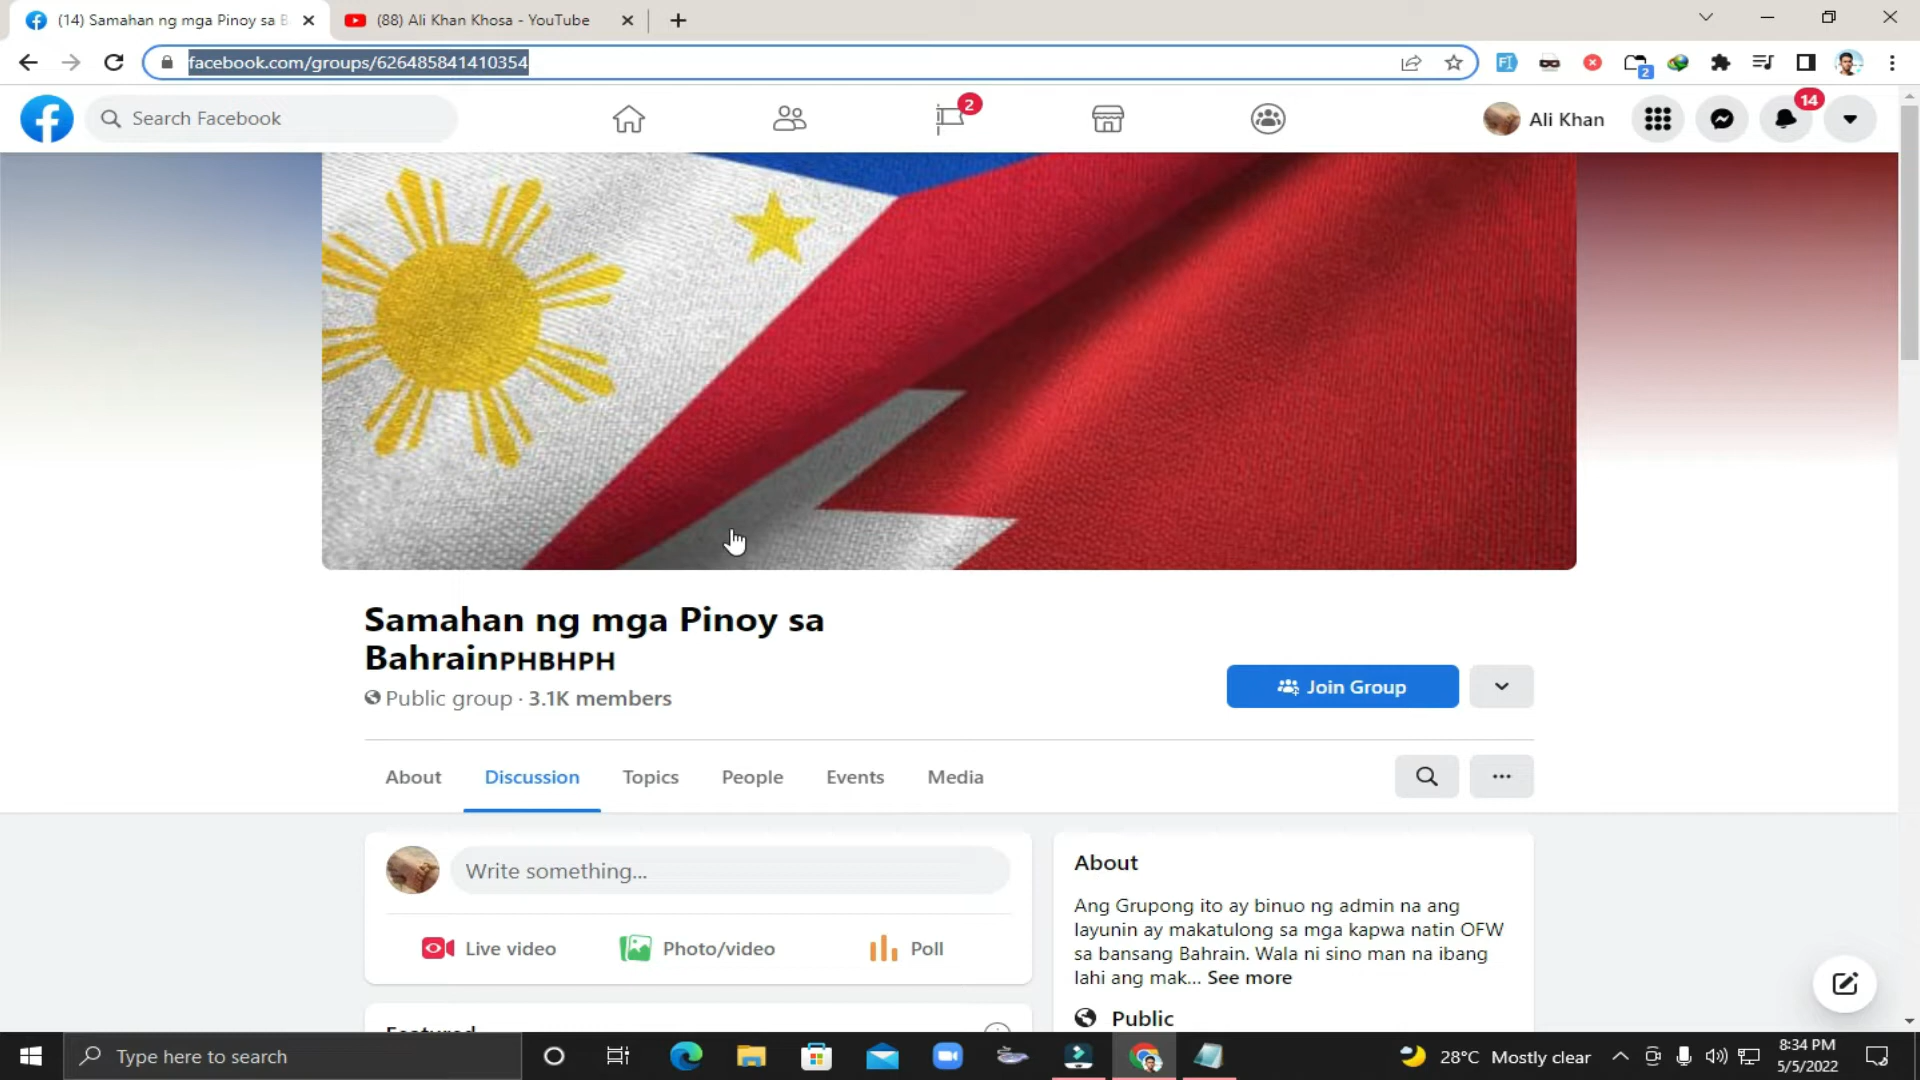 (14) Samahan ng mga Pinoy sa B
(88) Ali Khan Khosa - YouTube
facebook.com/groups/626485841410354
2
Search Facebook
2
Ali Khan
14
Samahan ng mga Pinoy sa
BahrainPHBHPH
Public group · 3.1K members
Join Group
About
Discussion
Topics
People
Events
Media
Write something...
Live video
Photo/video
Poll
Featured
About
Ang Grupong ito ay binuo ng admin na ang
layunin ay makatulong sa mga kapwa natin OFW
sa bansang Bahrain. Wala ni sino man na ibang
lahi ang mak... See more
Public
Type here to search
28°C Mostly clear
8:34 PM
5/5/2022